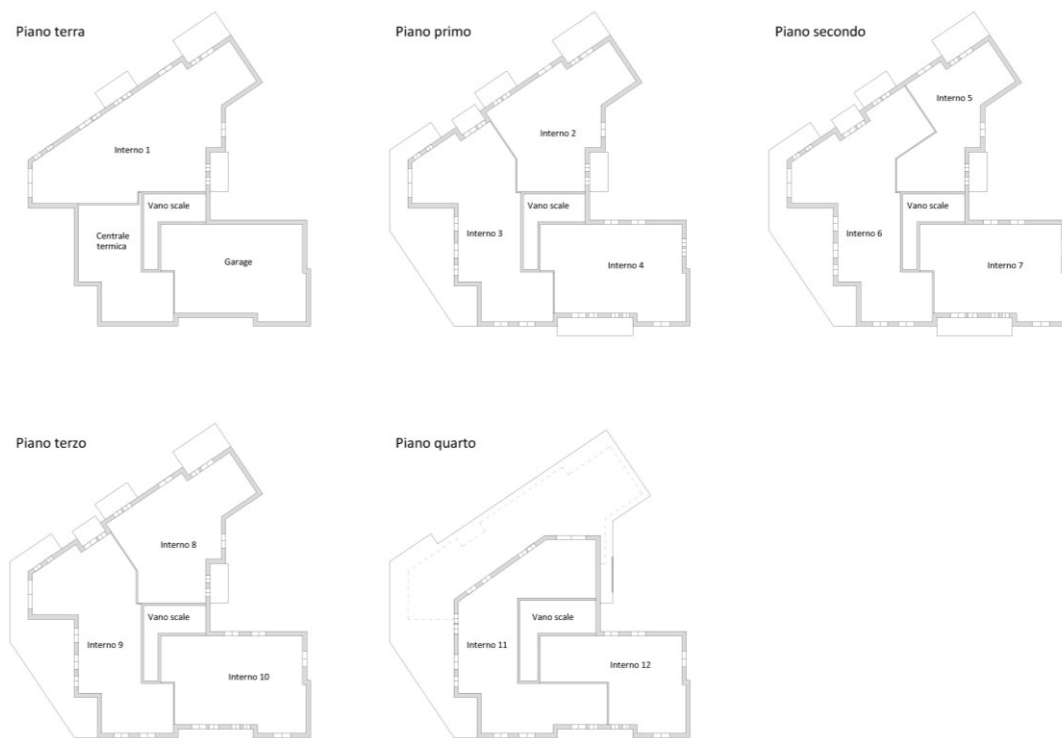 Piano terra
Interno 1
Vano scale
Centrale
termica
Garage
Piano primo
Interno 2
Vano scale
Interno 3
Interno 4
Piano secondo
Interno 5
Vano scale
Interno 6
Interno 7
Piano terzo
Interno 8
Vano scale
Interno 9
Interno 10
Piano quarto
Vano scale
Interno 11
Interno 12